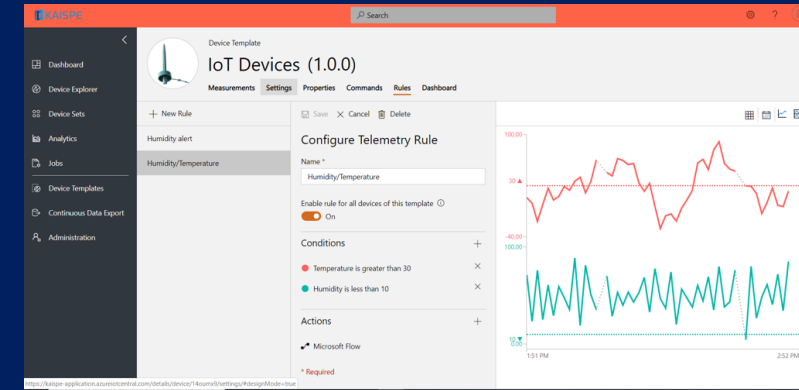 KAISPE
Search
?
Device Template
IoT Devices (1.0.0)
Measurements Settings Properties Commands Rules Dashboard
Dashboard
Device Explorer
Device Sets
Analytics
Jobs
Device Templates
Continuous Data Export
Administration
+ New Rule
Humidity alert
Humidity/Temperature
Save Cancel Delete
Configure Telemetry Rule
Name *
Humidity/Temperature
Enable rule for all devices of this template
On
Conditions
Temperature is greater than 30
Humidity is less than 10
Actions
Microsoft Flow
* Required
100.00
30
-40.00
100.00
10
0.00
1:51 PM
2:52 PM
https://kaispe-application.azureiotcentral.com/details/device/14oumx9/settings/#designMode=true